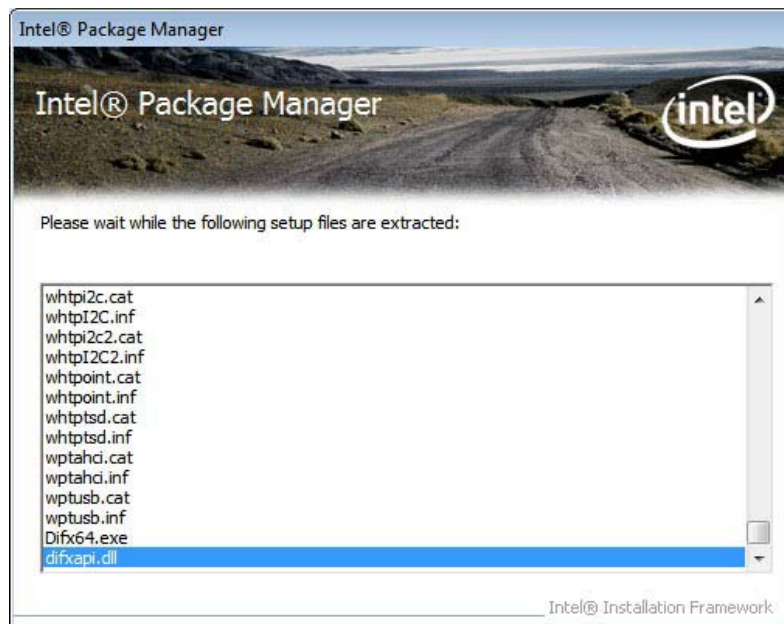 Intel® Package Manager
Intel® Package Manager
intel
Please wait while the following setup files are extracted:
whtpi2c.cat
whtpI2C.inf
whtpi2c2.cat
whtpI2C2.inf
whtpoint.cat
whtpoint.inf
whtptsd.cat
whtptsd.inf
wptahci.cat
wptahci.inf
wptusb.cat
wptusb.inf
Difx64.exe
difxapi.dll
Intel® Installation Framework